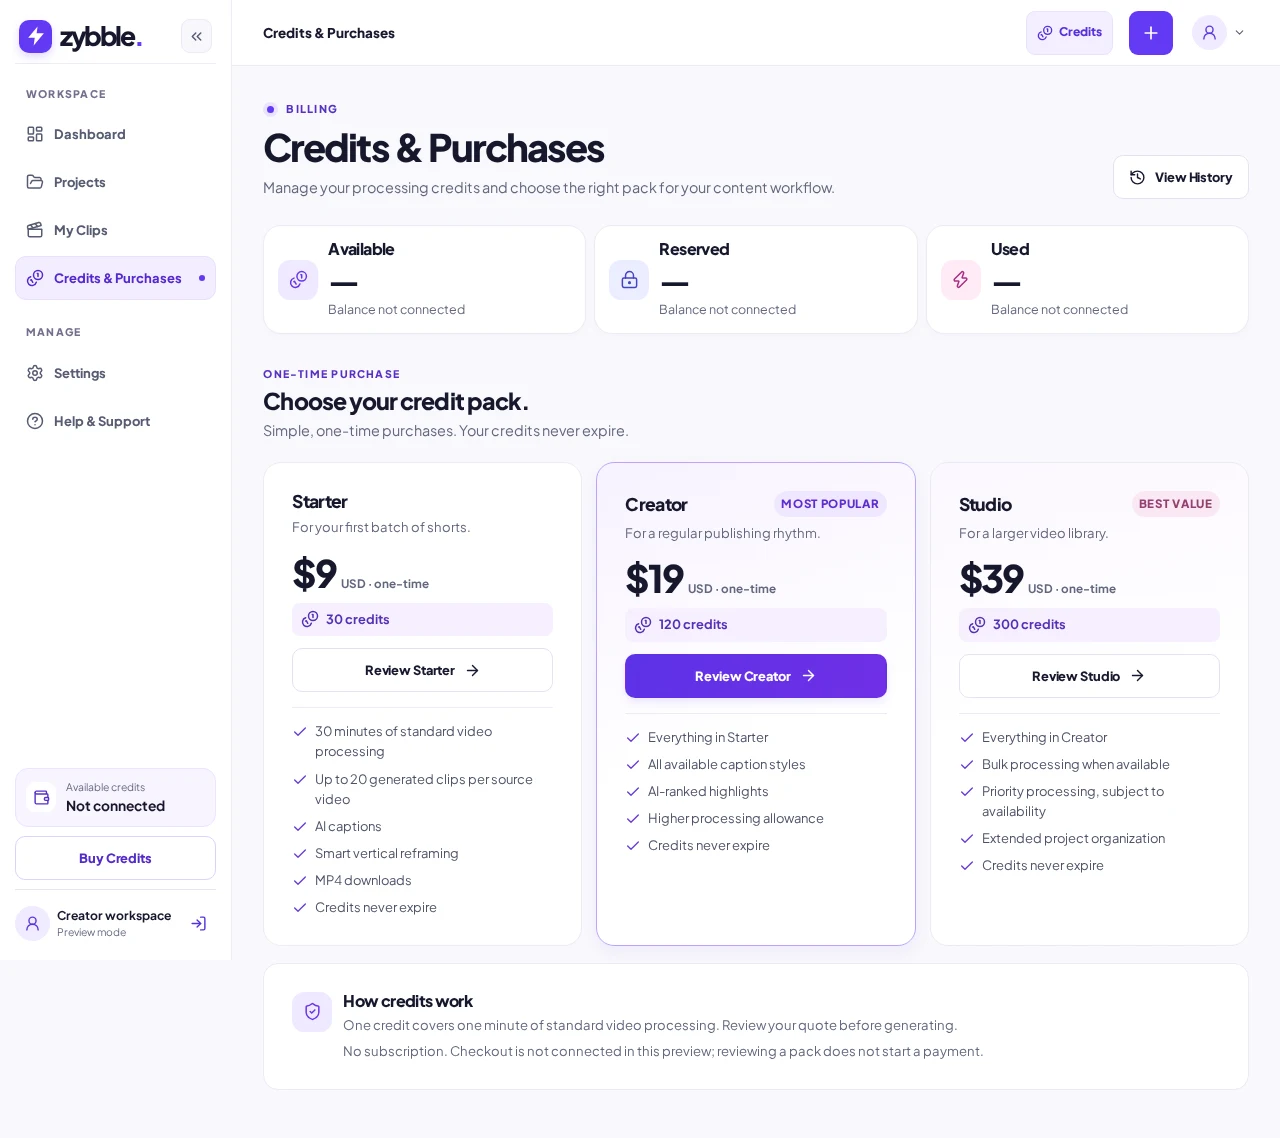 zybble.
Credits & Purchases
Credits
WORKSPACE
Dashboard
Projects
My Clips
Credits & Purchases
MANAGE
Settings
Help & Support
Available credits
Not connected
Buy Credits
Creator workspace
Preview mode
BILLING
Credits & Purchases
Manage your processing credits and choose the right pack for your content workflow.
View History
Available
—
Balance not connected
Reserved
—
Balance not connected
Used
—
Balance not connected
ONE-TIME PURCHASE
Choose your credit pack.
Simple, one-time purchases. Your credits never expire.
Starter
For your first batch of shorts.
$9 USD · one-time
30 credits
Review Starter
30 minutes of standard video
processing
Up to 20 generated clips per source
video
AI captions
Smart vertical reframing
MP4 downloads
Credits never expire
Creator
MOST POPULAR
For a regular publishing rhythm.
$19 USD · one-time
120 credits
Review Creator
Everything in Starter
All available caption styles
AI-ranked highlights
Higher processing allowance
Credits never expire
Studio
BEST VALUE
For a larger video library.
$39 USD · one-time
300 credits
Review Studio
Everything in Creator
Bulk processing when available
Priority processing, subject to
availability
Extended project organization
Credits never expire
How credits work
One credit covers one minute of standard video processing. Review your quote before generating.
No subscription. Checkout is not connected in this preview; reviewing a pack does not start a payment.